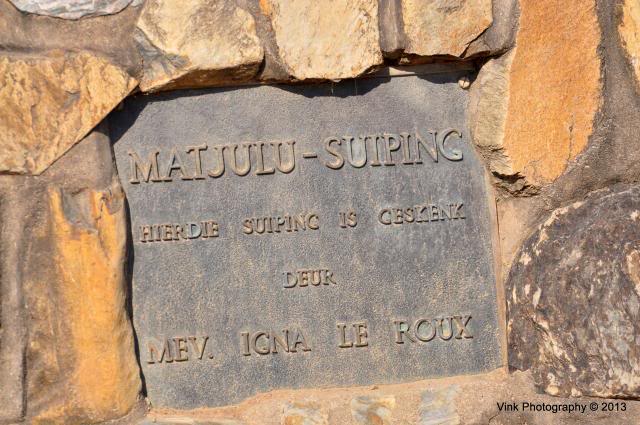 MATJULU-SUIPING
HIERDIE SUIPING IS GESKENK
DEUR
MEV. IGNA LE ROUX
Vink Photography © 2013